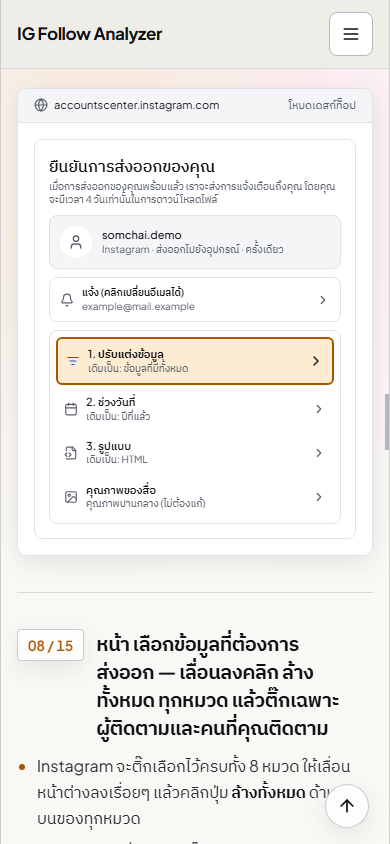 IG Follow Analyzer
accountscenter.instagram.com โหมดเดสก์ท็อป
ยืนยันการส่งออกของคุณ
เมื่อการส่งออกของคุณพร้อมแล้ว เราจะส่งการแจ้งเตือนถึงคุณ โดยคุณ
จะมีเวลา 4 วันเท่านั้นในการดาวน์โหลดไฟล์
somchai.demo
Instagram · ส่งออกไปยังอุปกรณ์ · ครั้งเดียว
แจ้ง (คลิกเปลี่ยนอีเมลได้)
example@mail.example
1. ปรับแต่งข้อมูล
เดิมเป็น: ข้อมูลที่มีทั้งหมด
2. ช่วงวันที่
เดิมเป็น: ปีที่แล้ว
3. รูปแบบ
เดิมเป็น: HTML
คุณภาพของสื่อ
คุณภาพปานกลาง (ไม่ต้องแก้)
08 / 15
หน้า เลือกข้อมูลที่ต้องการ
ส่งออก — เลื่อนลงคลิก ล้าง
ทั้งหมด ทุกหมวด แล้วติ๊กเฉพาะ
ผู้ติดตามและคนที่คุณติดตาม
Instagram จะติ๊กเลือกไว้ครบทั้ง 8 หมวด ให้เลื่อน
หน้าต่างลงเรื่อยๆ แล้วคลิกปุ่ม ล้างทั้งหมด
บนของทุกหมวด